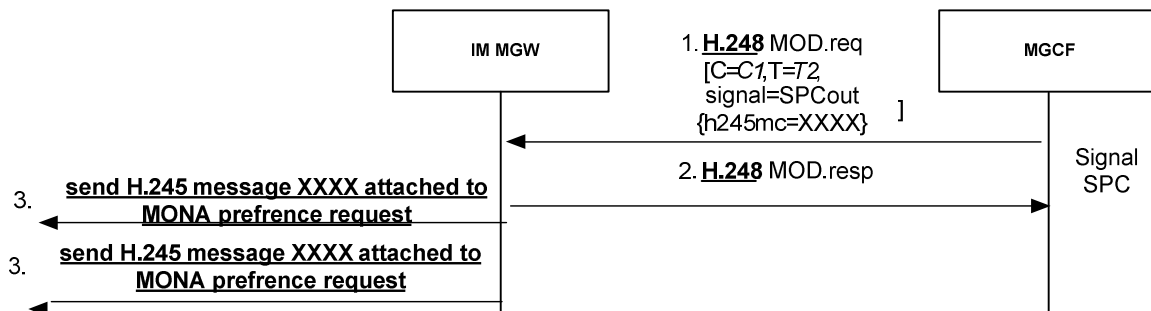 IM MGW
MGCF
1. H.248 MOD.req
[C=C1,T=T2,
signal=SPCout
{h245mc=XXXX}
]
2. H.248 MOD.resp
Signal
SPC
3. send H.245 message XXXX attached to
MONA prefrence request
3. send H.245 message XXXX attached to
MONA prefrence request